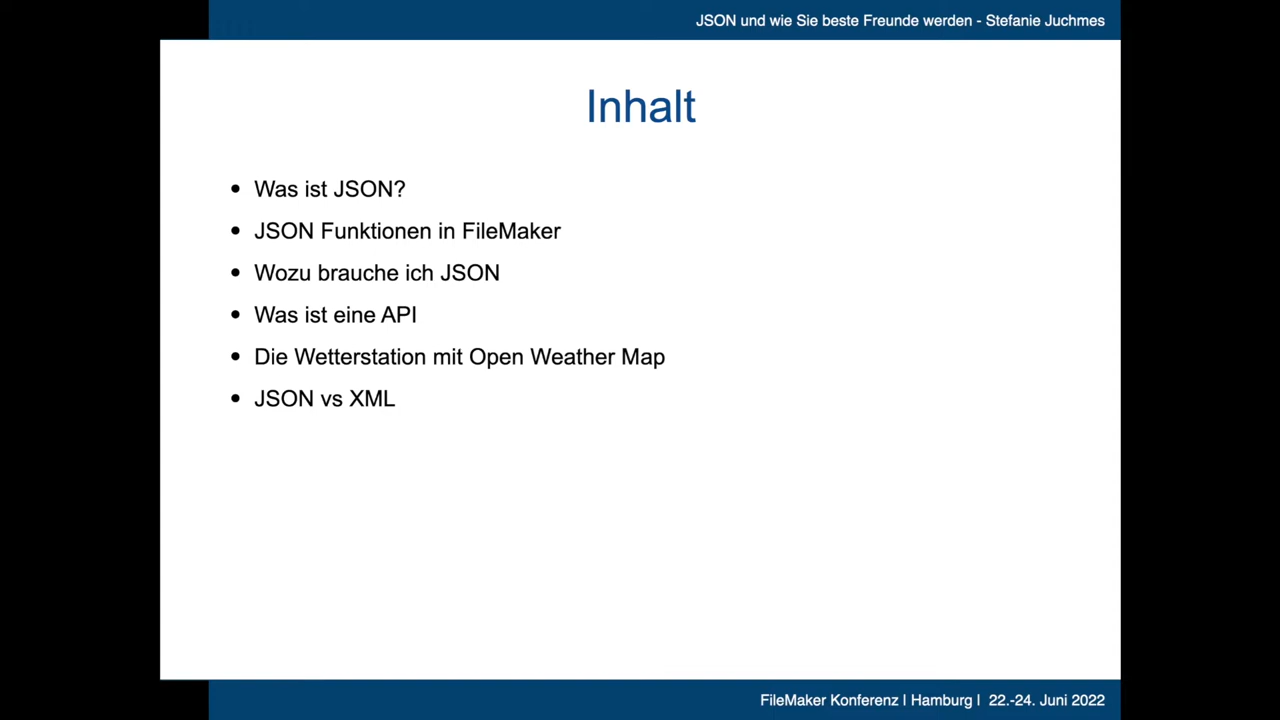 JSON und wie Sie beste Freunde werden - Stefanie Juchmes
Inhalt
• Was ist JSON?
• JSON Funktionen in FileMaker
• Wozu brauche ich JSON
• Was ist eine API
• Die Wetterstation mit Open Weather Map
• JSON vs XML
FileMaker Konferenz | Hamburg | 22.-24. Juni 2022